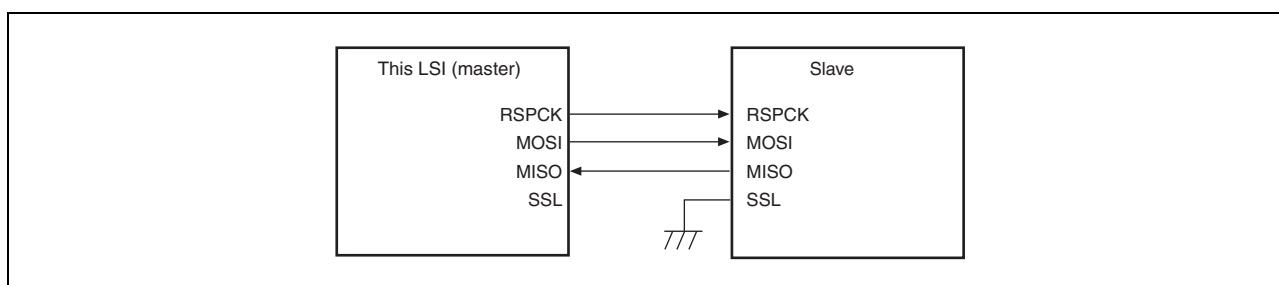 This LSI (master)
Slave
RSPCK
RSPCK
MOSI
MOSI
MISO
MISO
SSL
SSL